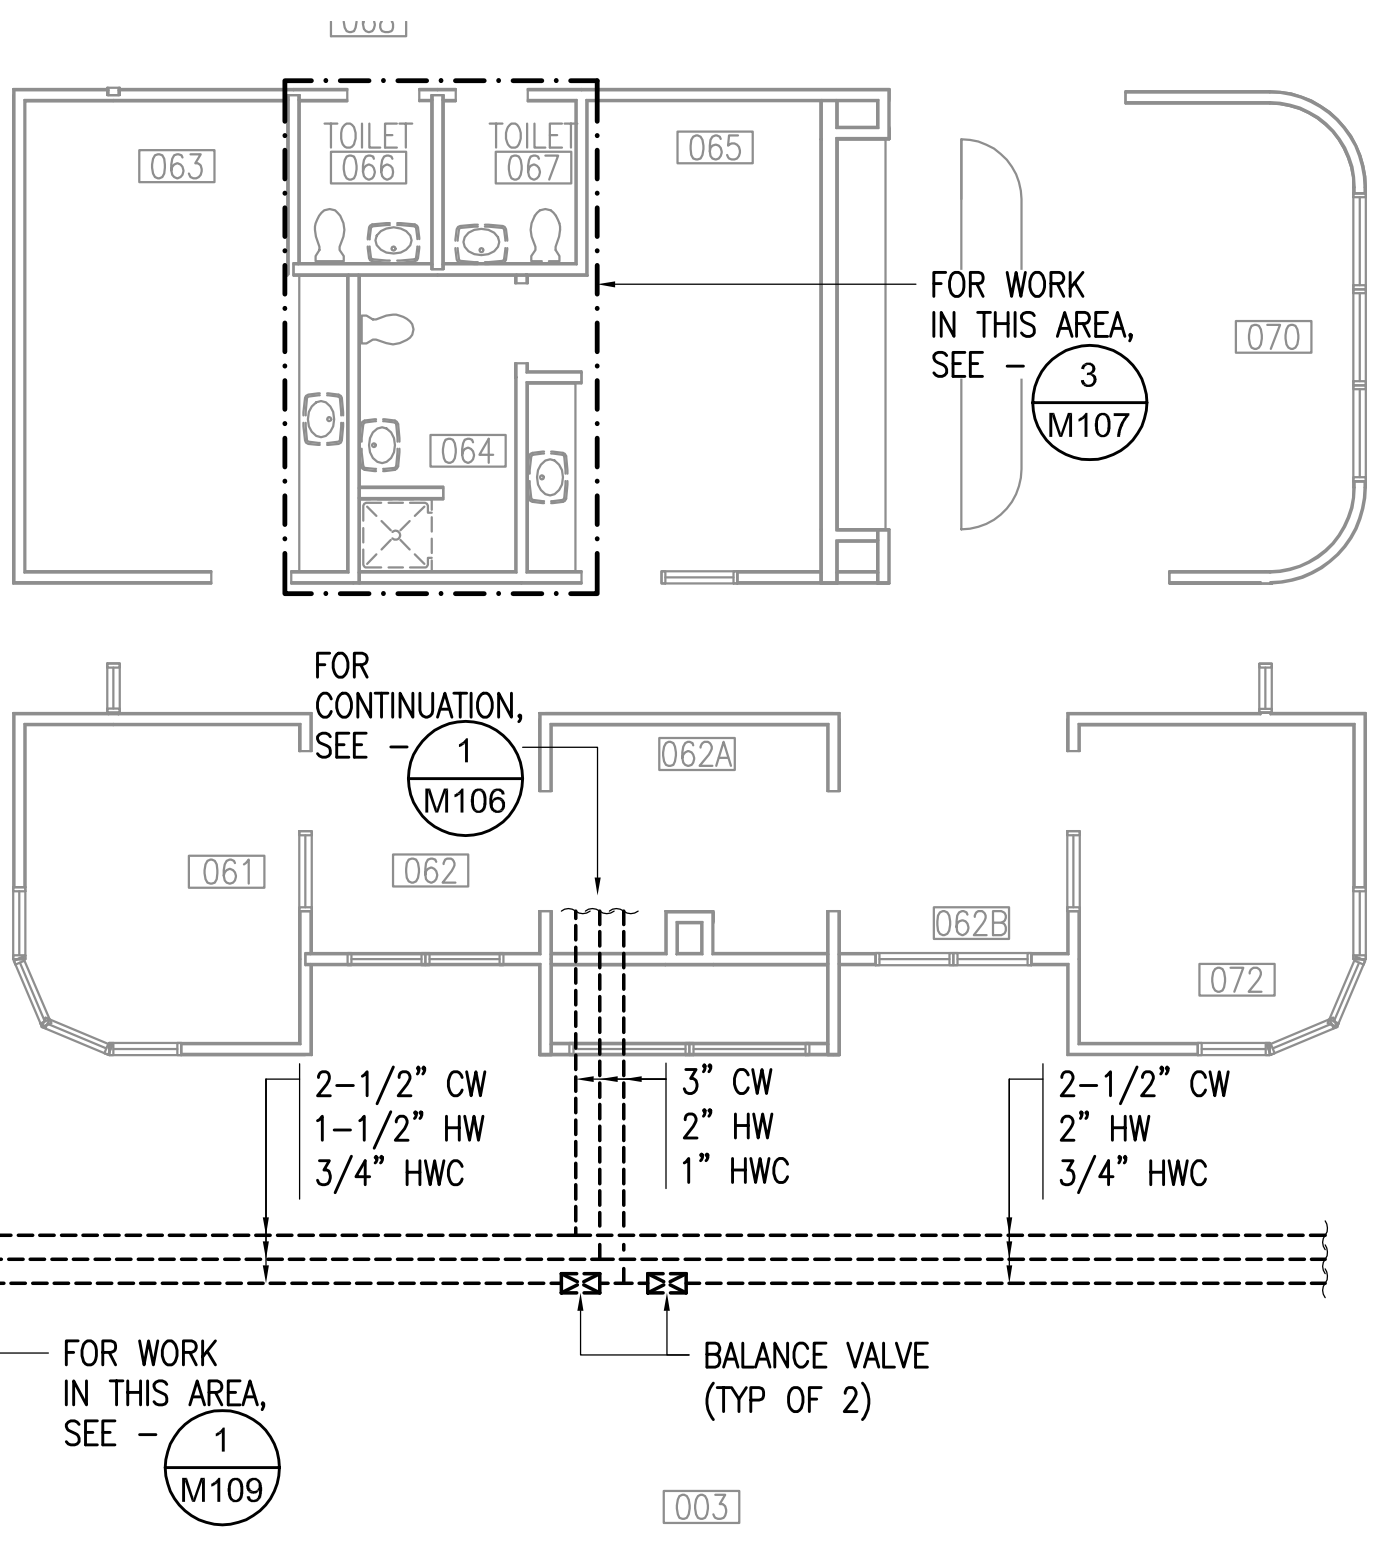 068
TOILET
066
TOILET
067
063
065
FOR WORK
IN THIS AREA,
SEE -
3
M107
070
064
FOR
CONTINUATION,
SEE -
1
M106
062A
061
062
062B
072
2-1/2" CW
1-1/2" HW
3/4" HWC
3" CW
2" HW
1" HWC
2-1/2" CW
2" HW
3/4" HWC
BALANCE VALVE
(TYP OF 2)
FOR WORK
IN THIS AREA,
SEE -
1
M109
003